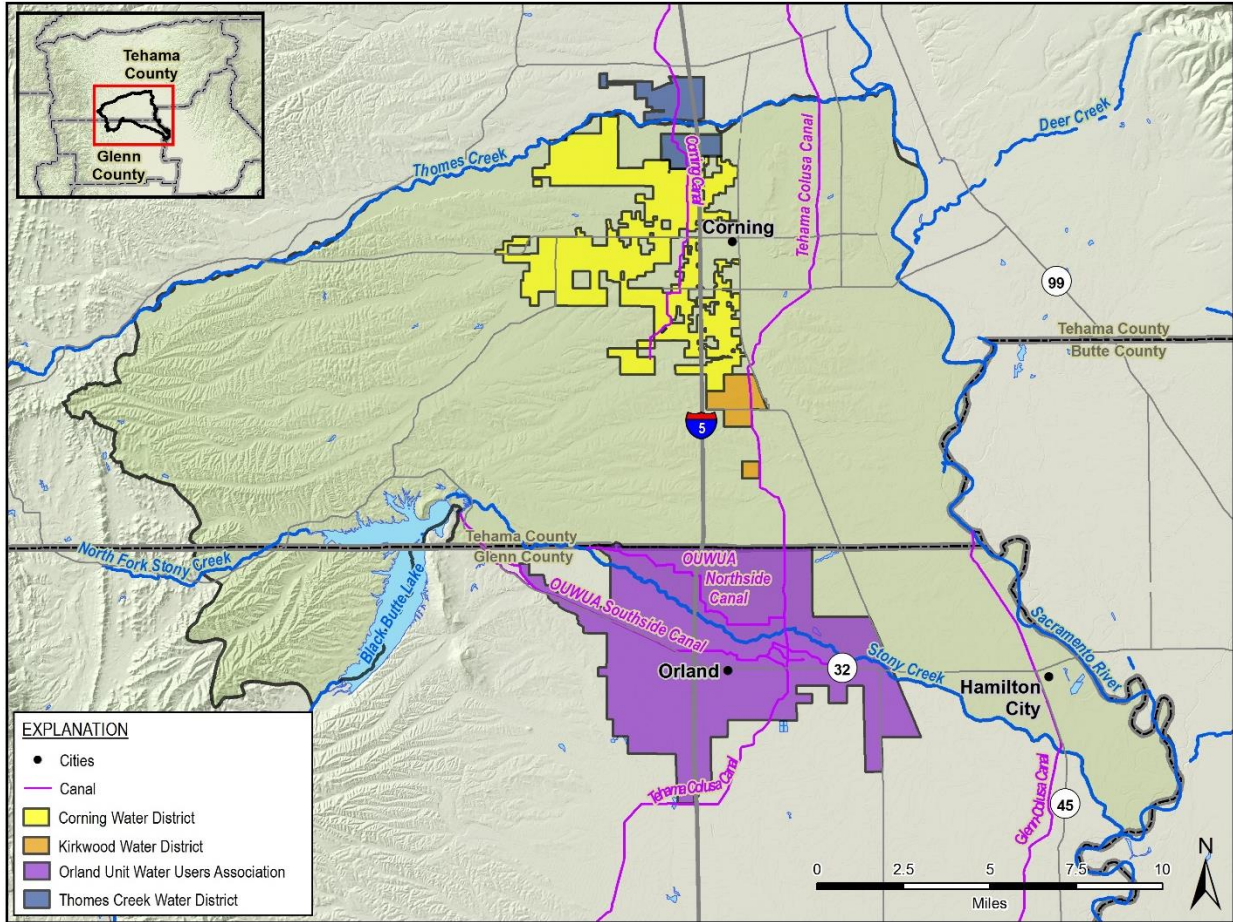 Tehama
County
Glenn
County
Thomes Creek
Corning Canal
Tehama Colusa Canal
Deer Creek
Corning
99
Tehama County
Butte County
5
North Fork Stony Creek
Tehama County
Glenn County
Black Butte Lake
OUWUA
Northside
Canal
OUWUA Southside Canal
Orland
32
Stony Creek
Sacramento River
Hamilton
City
Tehama Colusa Canal
Glenn-Colusa Canal
45
EXPLANATION
Cities
Canal
Corning Water District
Kirkwood Water District
Orland Unit Water Users Association
Thomes Creek Water District
0 2.5 5 7.5 10
Miles
N